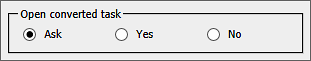 Open converted task
Ask Yes No